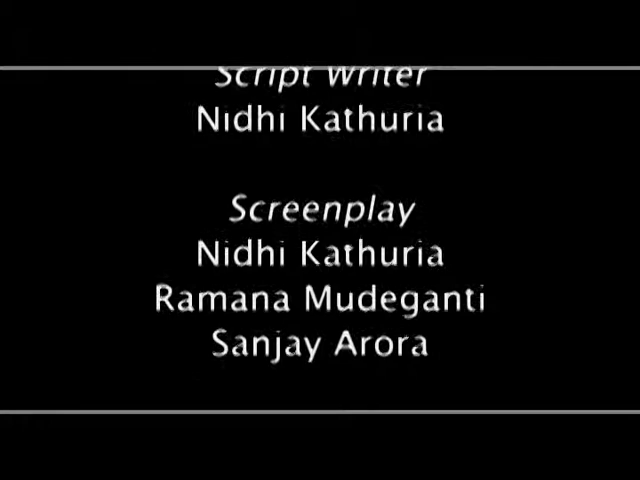 Script Writer
Nidhi Kathuria
Screenplay
Nidhi Kathuria
Ramana Mudeganti
Sanjay Arora